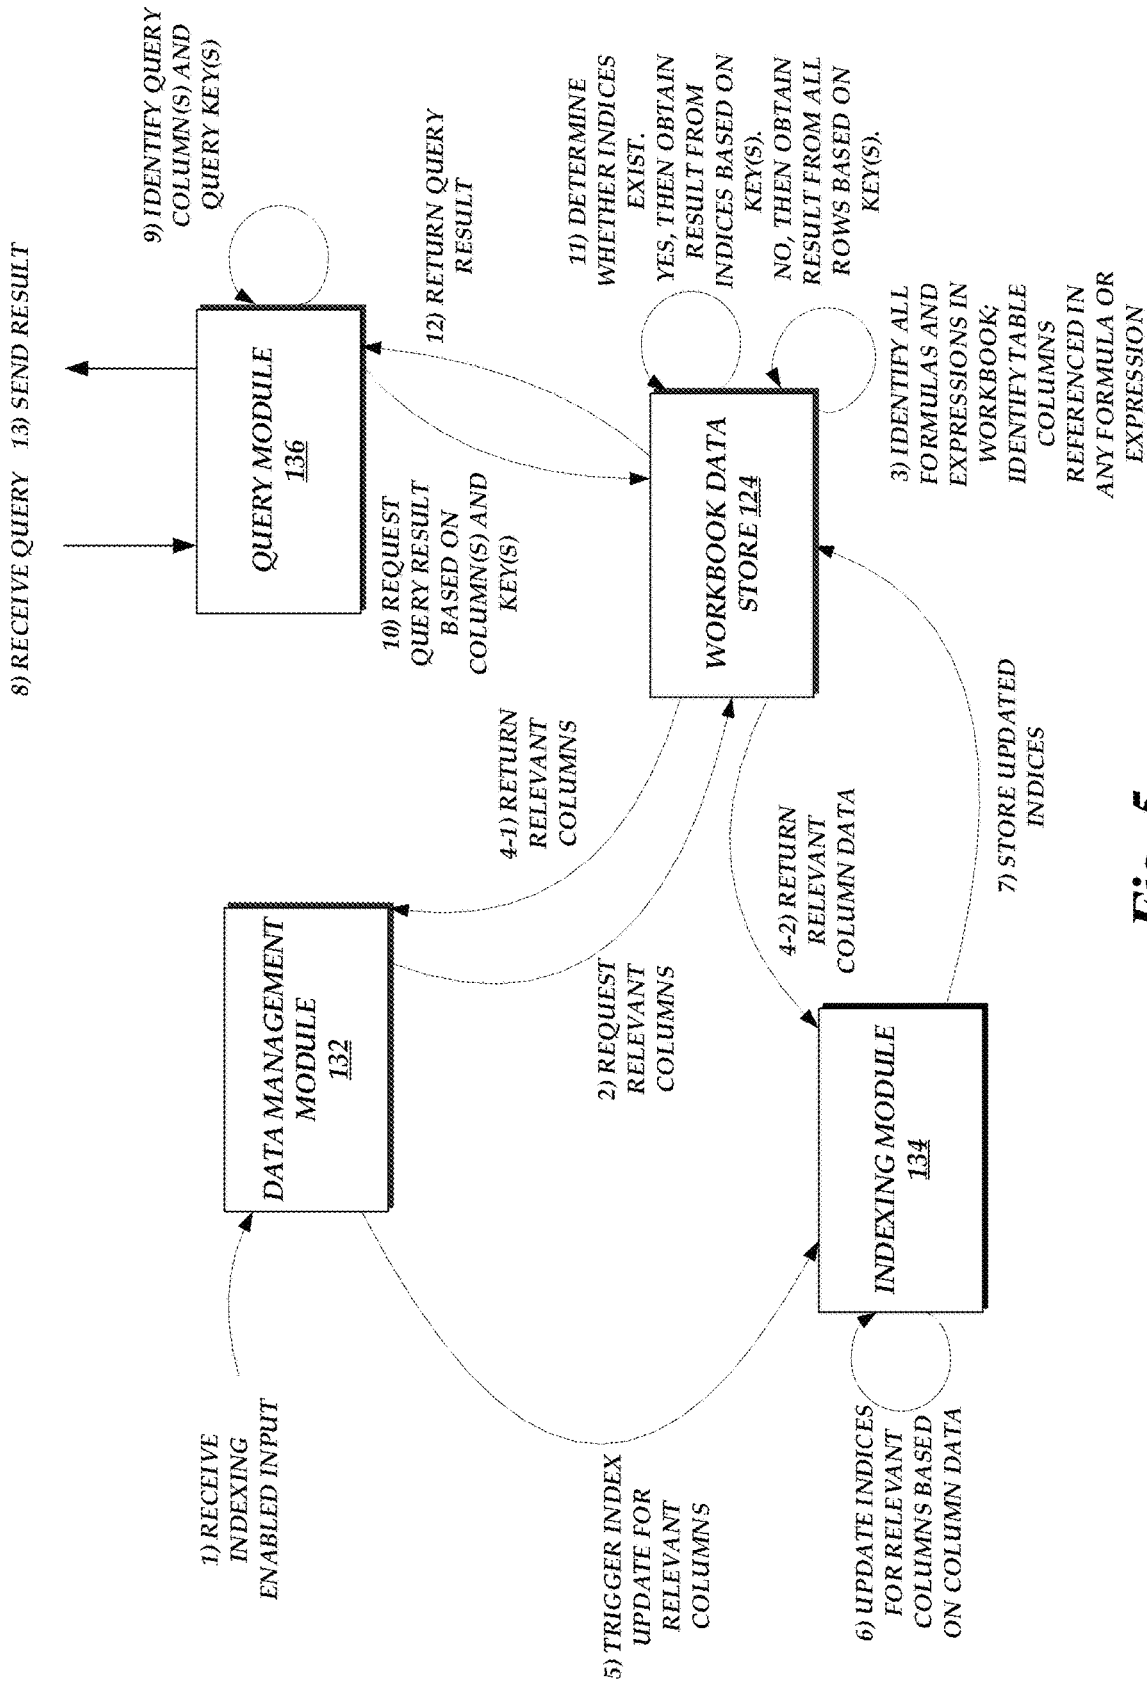 8) RECEIVE QUERY
13) SEND RESULT
9) IDENTIFY QUERY
COLUMN(S) AND
QUERY KEY(S)
QUERY MODULE
136
12) RETURN QUERY
RESULT
10) REQUEST
QUERY RESULT
BASED ON
COLUMN(S) AND
KEY(S)
11) DETERMINE
WHETHER INDICES
EXIST.
YES, THEN OBTAIN
RESULT FROM
INDICES BASED ON
KEY(S).
NO, THEN OBTAIN
RESULT FROM ALL
ROWS BASED ON
KEY(S).
WORKBOOK DATA
STORE 124
3) IDENTIFY ALL
FORMULAS AND
EXPRESSIONS IN
WORKBOOK;
IDENTIFY TABLE
COLUMNS
REFERENCED IN
ANY FORMULA OR
EXPRESSION
4-1) RETURN
RELEVANT
COLUMNS
DATA MANAGEMENT
MODULE
132
2) REQUEST
RELEVANT
COLUMNS
4-2) RETURN
RELEVANT
COLUMN DATA
7) STORE UPDATED
INDICES
1) RECEIVE
INDEXING
ENABLED INPUT
INDEXING MODULE
134
5) TRIGGER INDEX
UPDATE FOR
RELEVANT
COLUMNS
6) UPDATE INDICES
FOR RELEVANT
COLUMNS BASED
ON COLUMN DATA